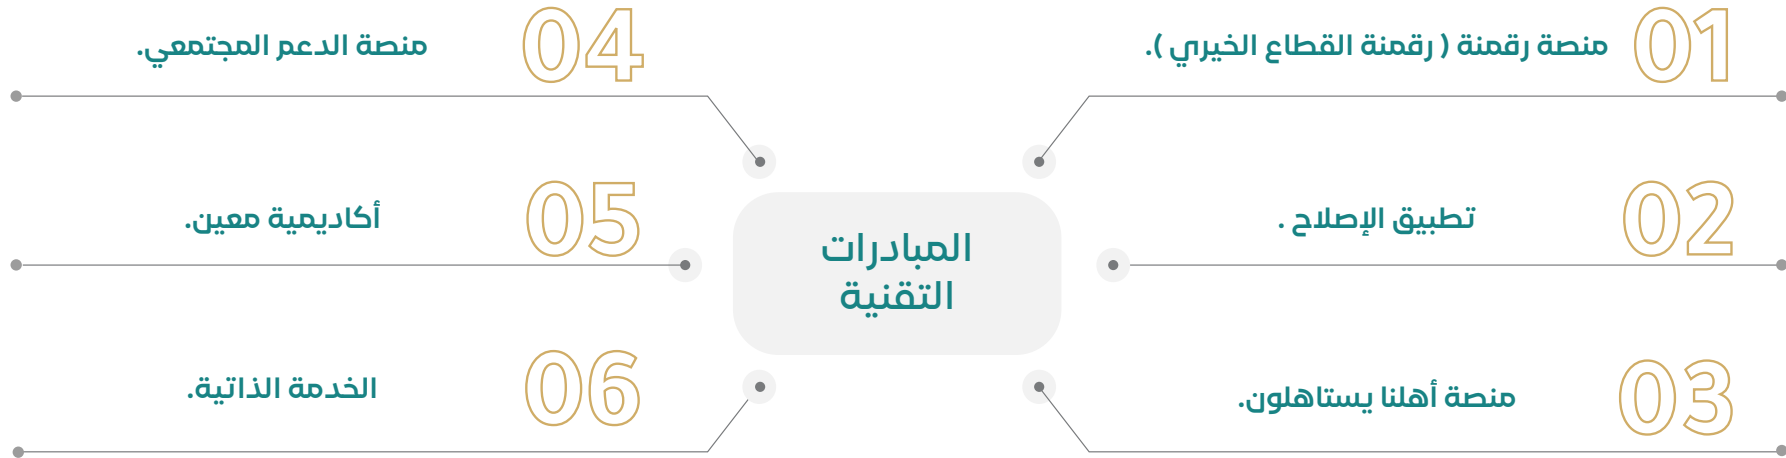 المبادرات
التقنية
01
منصة رقمنة ( رقمنة القطاع الخيري ).
02
تطبيق الإصلاح .
03
منصة أهلنا يستاهلون.
04
منصة الدعم المجتمعي.
05
أكاديمية معين.
06
الخدمة الذاتية.